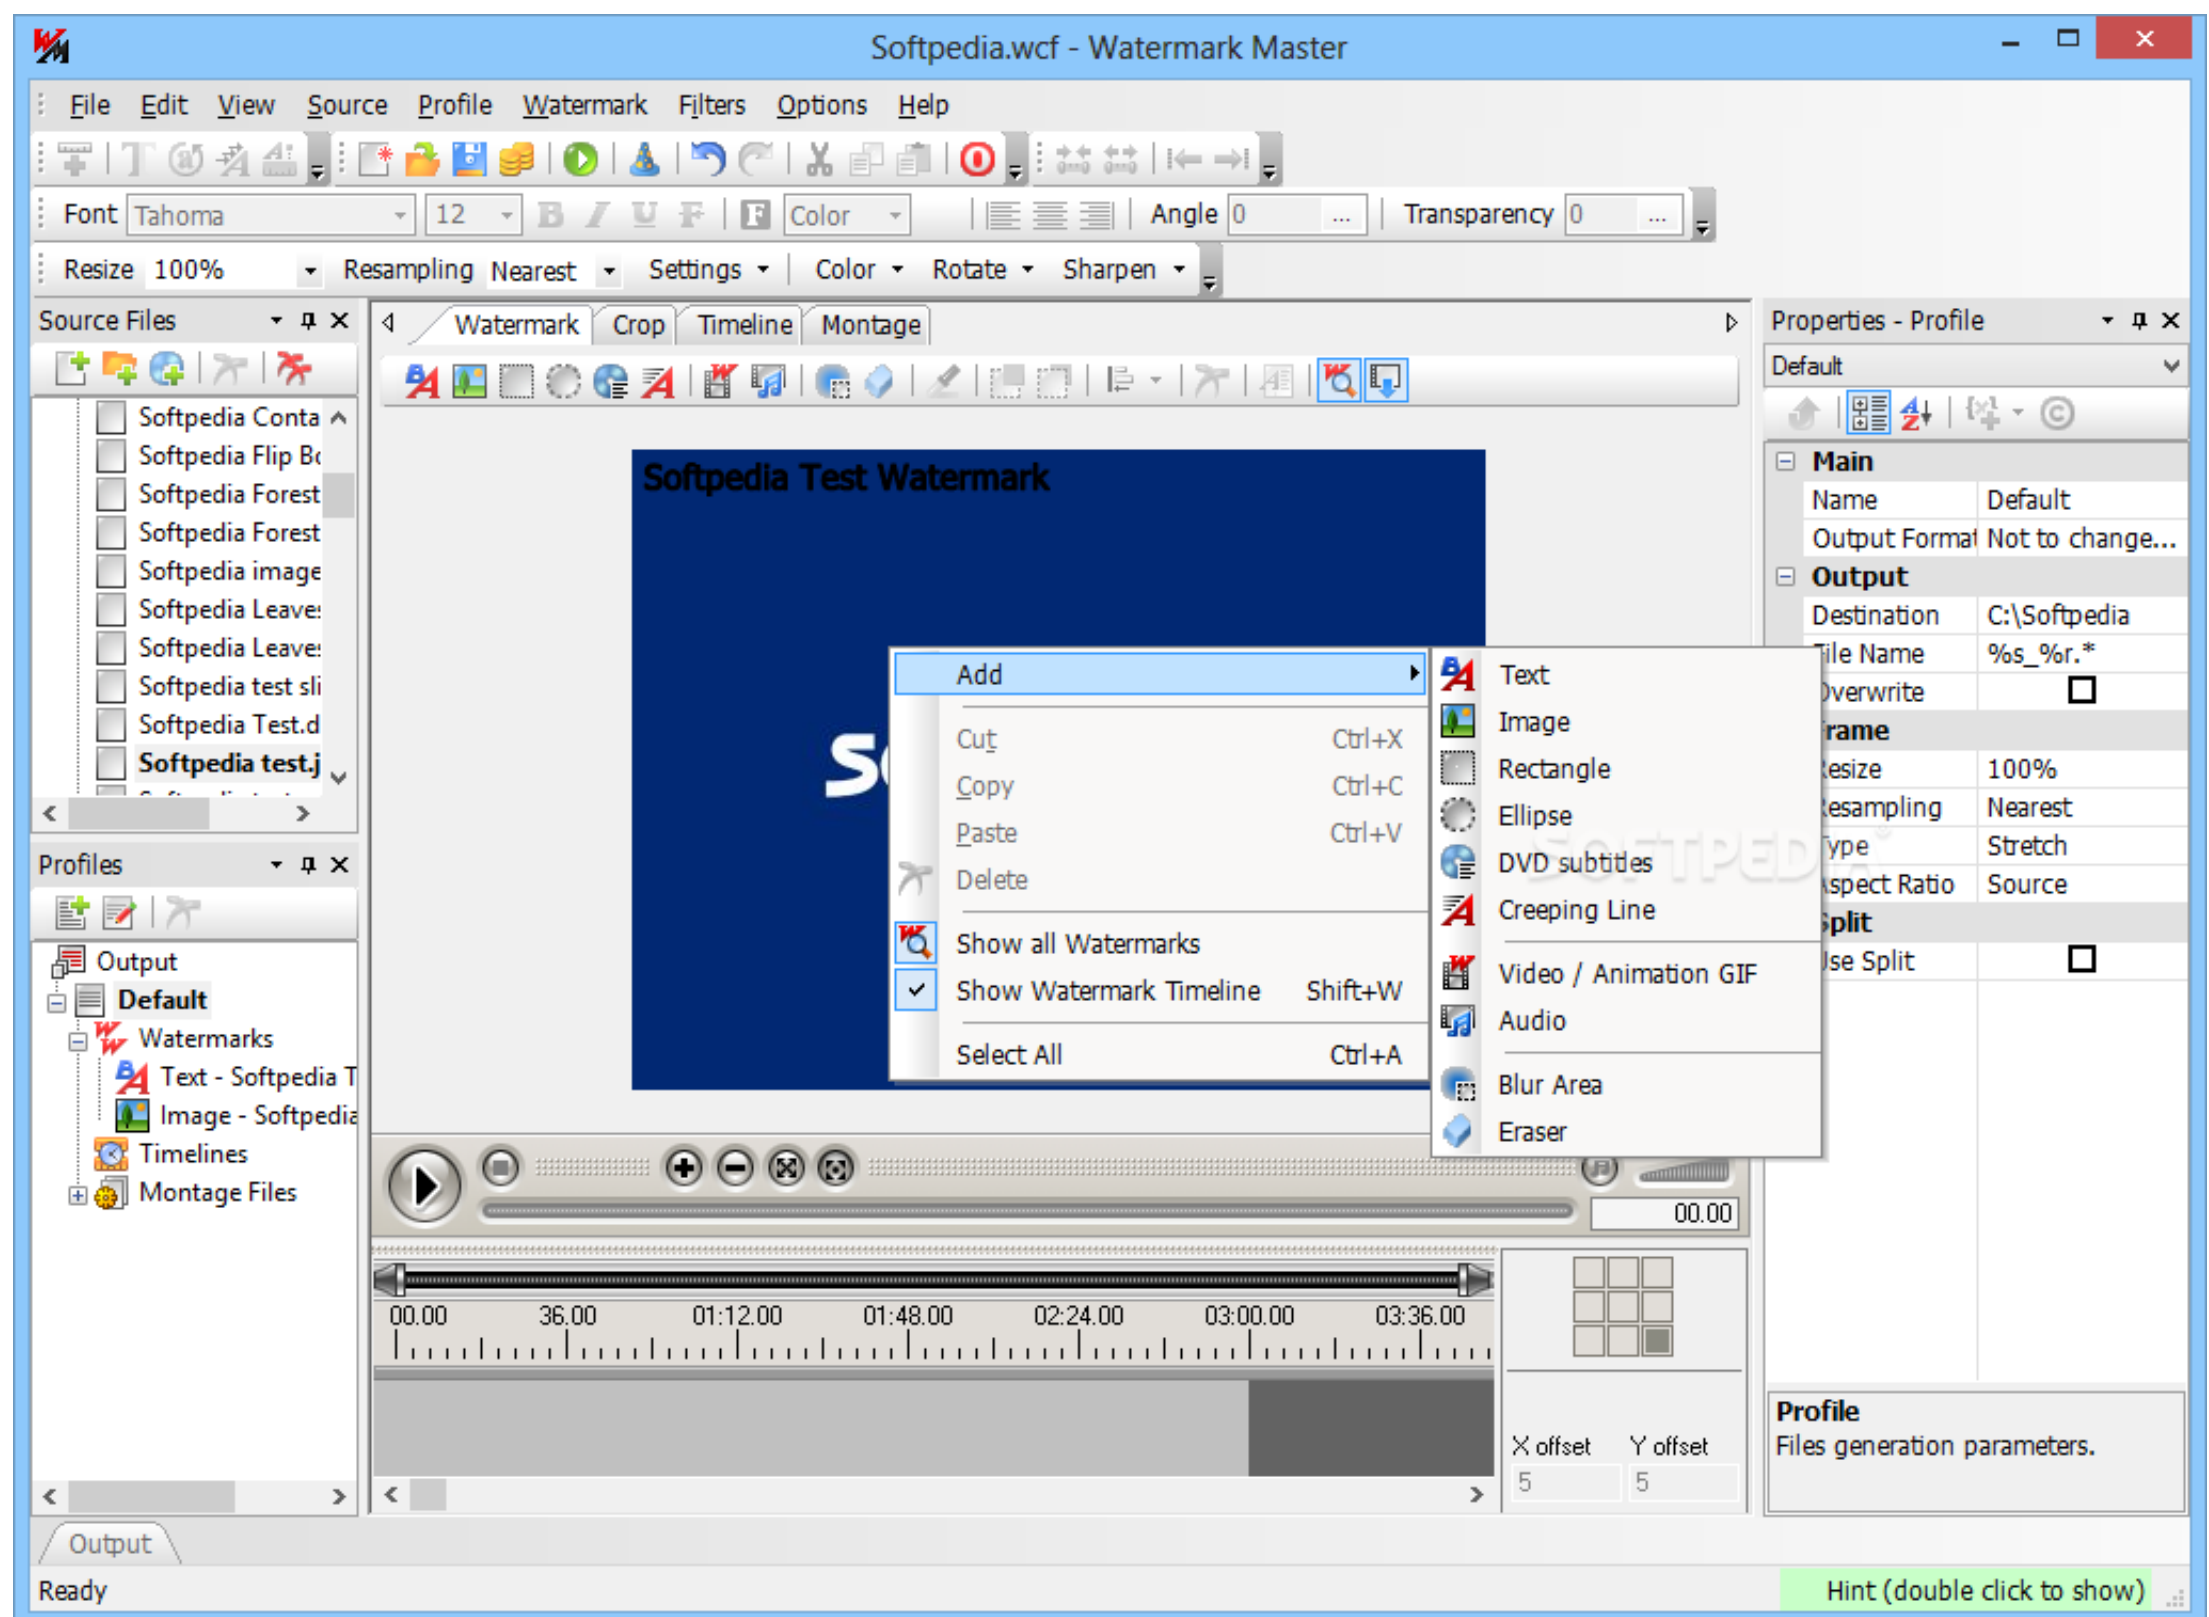 Softpedia.wcf - Watermark Master
File Edit View Source Profile Watermark Filters Options Help
Font Tahoma 12 Color Angle 0 ... Transparency 0 ...
Resize 100% Resampling Nearest Settings Color Rotate Sharpen
Source Files
Softpedia Conta
Softpedia Flip Bo
Softpedia Forest
Softpedia Forest
Softpedia image
Softpedia Leave
Softpedia Leave
Softpedia test sli
Softpedia Test.d
Softpedia test.j
Profiles
Output
Default
Watermarks
Text - Softpedia T
Image - Softpedia
Timelines
Montage Files
Watermark Crop Timeline Montage
Softpedia Test Watermark
Add
Cut Ctrl+X
Copy Ctrl+C
Paste Ctrl+V
Delete
Show all Watermarks
Show Watermark Timeline Shift+W
Select All Ctrl+A
Text
Image
Rectangle
Ellipse
DVD subtitles
Creeping Line
Video / Animation GIF
Audio
Blur Area
Eraser
SOFTPEDIA®
00.00
00.00 36.00 01:12.00 01:48.00 02:24.00 03:00.00 03:36.00
X offset Y offset
5 5
Properties - Profile
Default
Main
Name Default
Output Format Not to change...
Output
Destination C:\Softpedia
File Name %s_%r.*
Overwrite
Frame
Resize 100%
Resampling Nearest
Type Stretch
Aspect Ratio Source
Split
Use Split
Profile
Files generation parameters.
Output
Ready
Hint (double click to show)